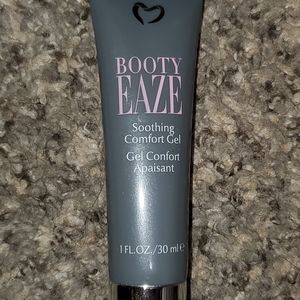 BOOTY
EAZE
Soothing
Comfort Gel
Gel Confort
Apaisant
1 FL.OZ./30 ml e